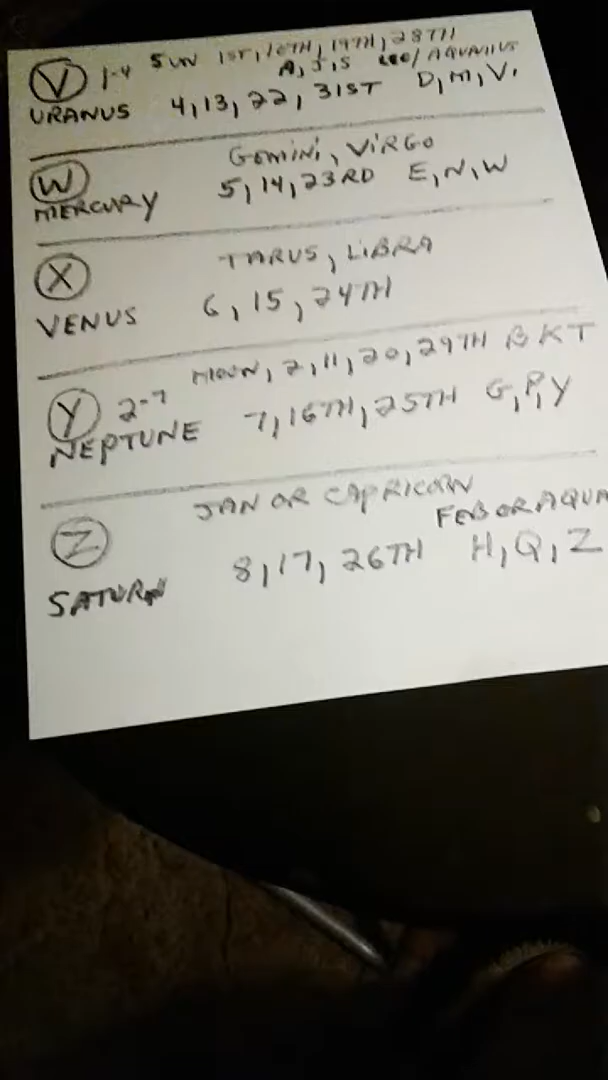 V 1-4 SUN 1ST, 10TH, 19TH, 28TH
A, J, S LEO/AQUARIUS
URANUS 4, 13, 22, 31ST D, M, V,
W GEMINI, VIRGO
MERCURY 5, 14, 23RD E, N, W
X TARUS, LIBRA
VENUS 6, 15, 24TH
MOON, 2, 11, 20, 29TH B K T
Y 2-7
NEPTUNE 7, 16TH, 25TH G, P, Y
Z JAN OR CAPRICORN
FEB OR AQUA
SATURN 8, 17, 26TH H, Q, Z